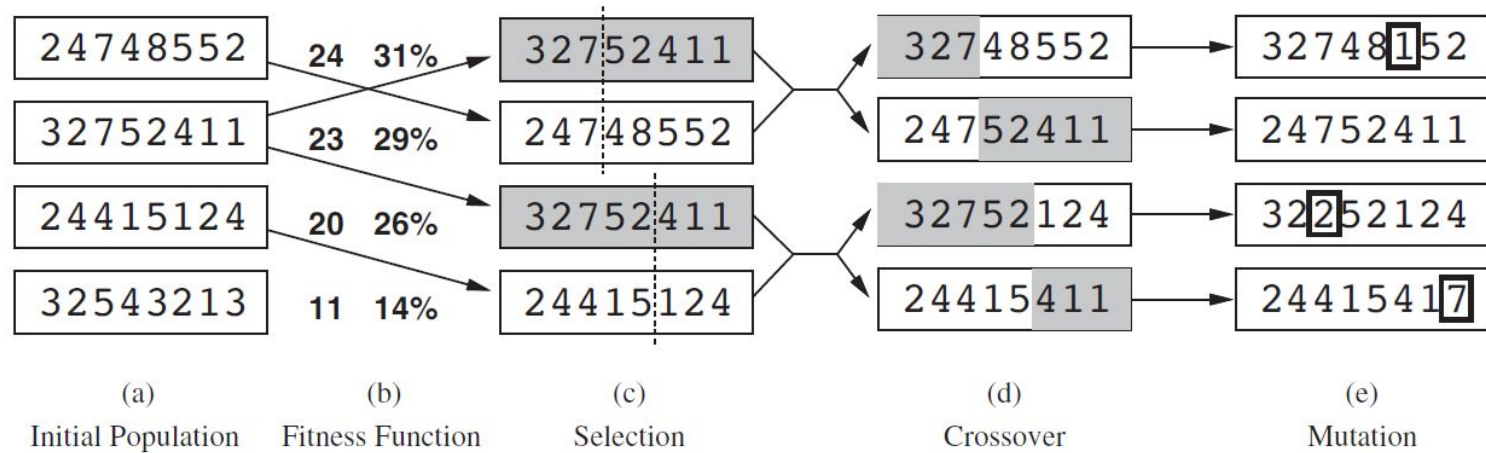 24748552 24 31% 32752411 32748552 32748152
32752411 23 29% 24748552 24752411 24752411
24415124 20 26% 32752411 32752124 32252124
32543213 11 14% 24415124 24415411 24415417
(a) (b) (c) (d) (e)
Initial Population Fitness Function Selection Crossover Mutation